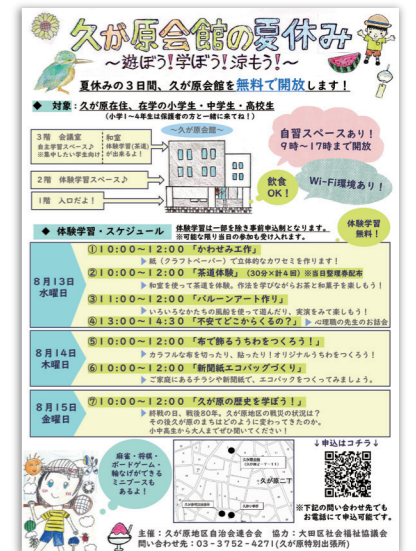 久が原会館の夏休み
～遊ぼう！学ぼう！涼もう！～
夏休みの３日間、久が原会館を無料で開放します！
◆ 対象：久が原在住、在学の小学生・中学生・高校生
（小学１～４年生は保護者の方と一緒に来てね！）
３階 会議室
自主学習スペース♪
※集中したい学生向け
和室
体験学習（茶道）
が出来るよ！
２階 体験学習スペース♪
１階 入口だよ！
～久が原会館～
自習スペースあり！
９時～１７時まで開放
飲食
OK！
Wi-Fi環境あり！
体験学習
無料！
◆ 体験学習・スケジュール
体験学習は一部を除き事前申込制となります。
※可能な限り当日の参加も受け入れます。
８月１３日
水曜日
①１０:００～１２:００「かわせみ工作」
▶紙（クラフトペーパー）で立体的なカワセミを作ります！
②１０:００～１２:００「茶道体験」（30分×計４回）※当日整理券配布
▶和室を使って茶道を体験。作法を学びながらお茶と和菓子を楽しもう！
③１１:００～１２:００「バルーンアート作り」
▶いろいろなかたちの風船を使って遊んだり、実演をみて楽しもう！
④１３:００～１４:３０「不安てどこからくるの？」▶心理職の先生のお話会
８月１４日
木曜日
⑤１０:００～１２:００「布で飾るうちわをつくろう！」
▶カラフルな布を切ったり、貼ったり！オリジナルうちわをつくろう！
⑥１０:００～１２:００「新聞紙エコバッグづくり」
▶ご家庭にあるチラシや新聞紙で、エコバックをつくってみましょう。
８月１５日
金曜日
⑦１０:００～１２:００「久が原の歴史を学ぼう！」
▶終戦の日、戦後80年。久が原地区の戦災の状況は？
その後久が原のまちはどのように変わってきたのか。
小中高生から大人までぜひ聞いてください！
麻雀・将棋・
ボードゲーム・
輪なげができる
ミニブースも
あるよ！
久が原二丁
↓申込はコチラ↓
※下記の問い合わせ先でも
お電話にて申込可能です。
主催：久が原地区自治会連合会 協力：大田区社会福祉協議会
問い合わせ先：03－3752－4271（久が原特別出張所）